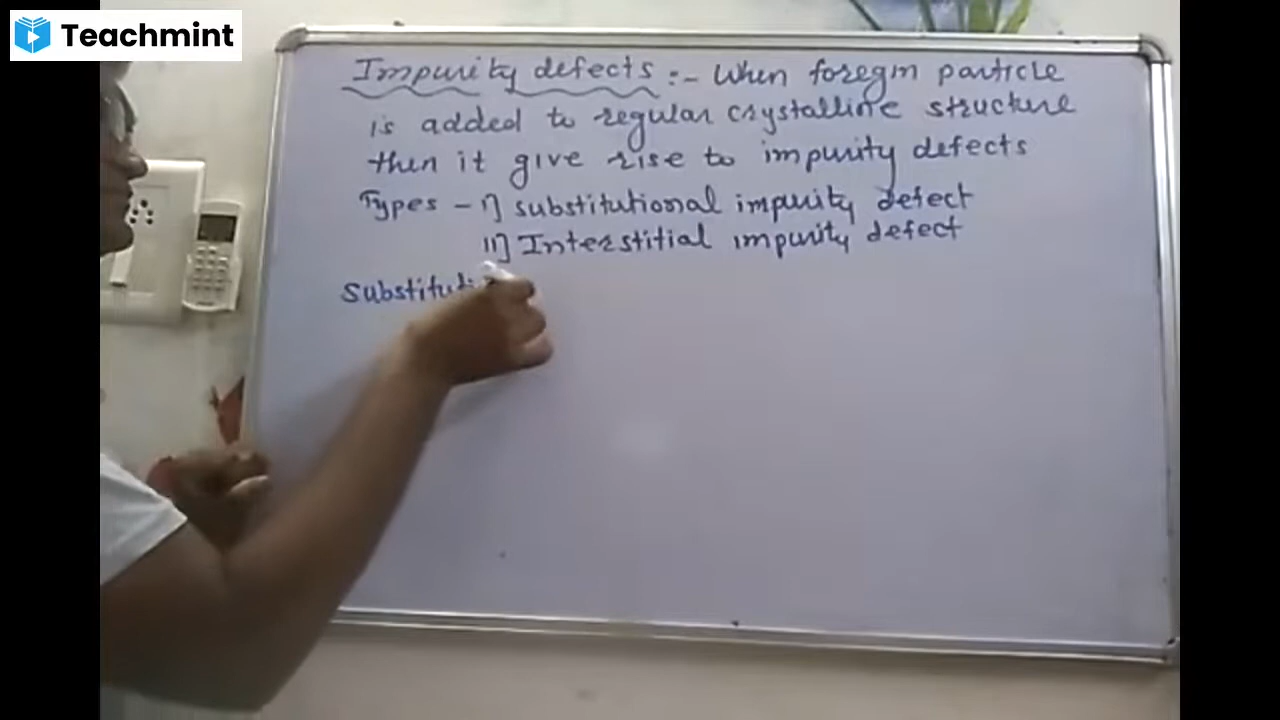 Teachmint
Impurity defects :- When foregin particle
is added to regular crystalline structure
then it give rise to impurity defects
Types - i] substitutional impurity defect
ii] Interstitial impurity defect
Substituti